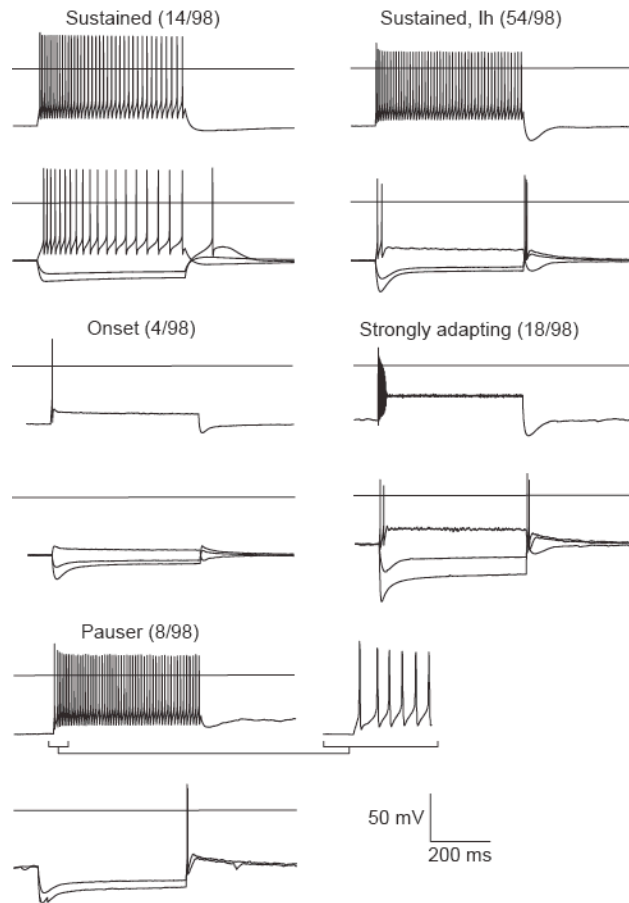 Sustained (14/98)
Sustained, Ih (54/98)
Onset (4/98)
Strongly adapting (18/98)
Pauser (8/98)
50 mV
200 ms